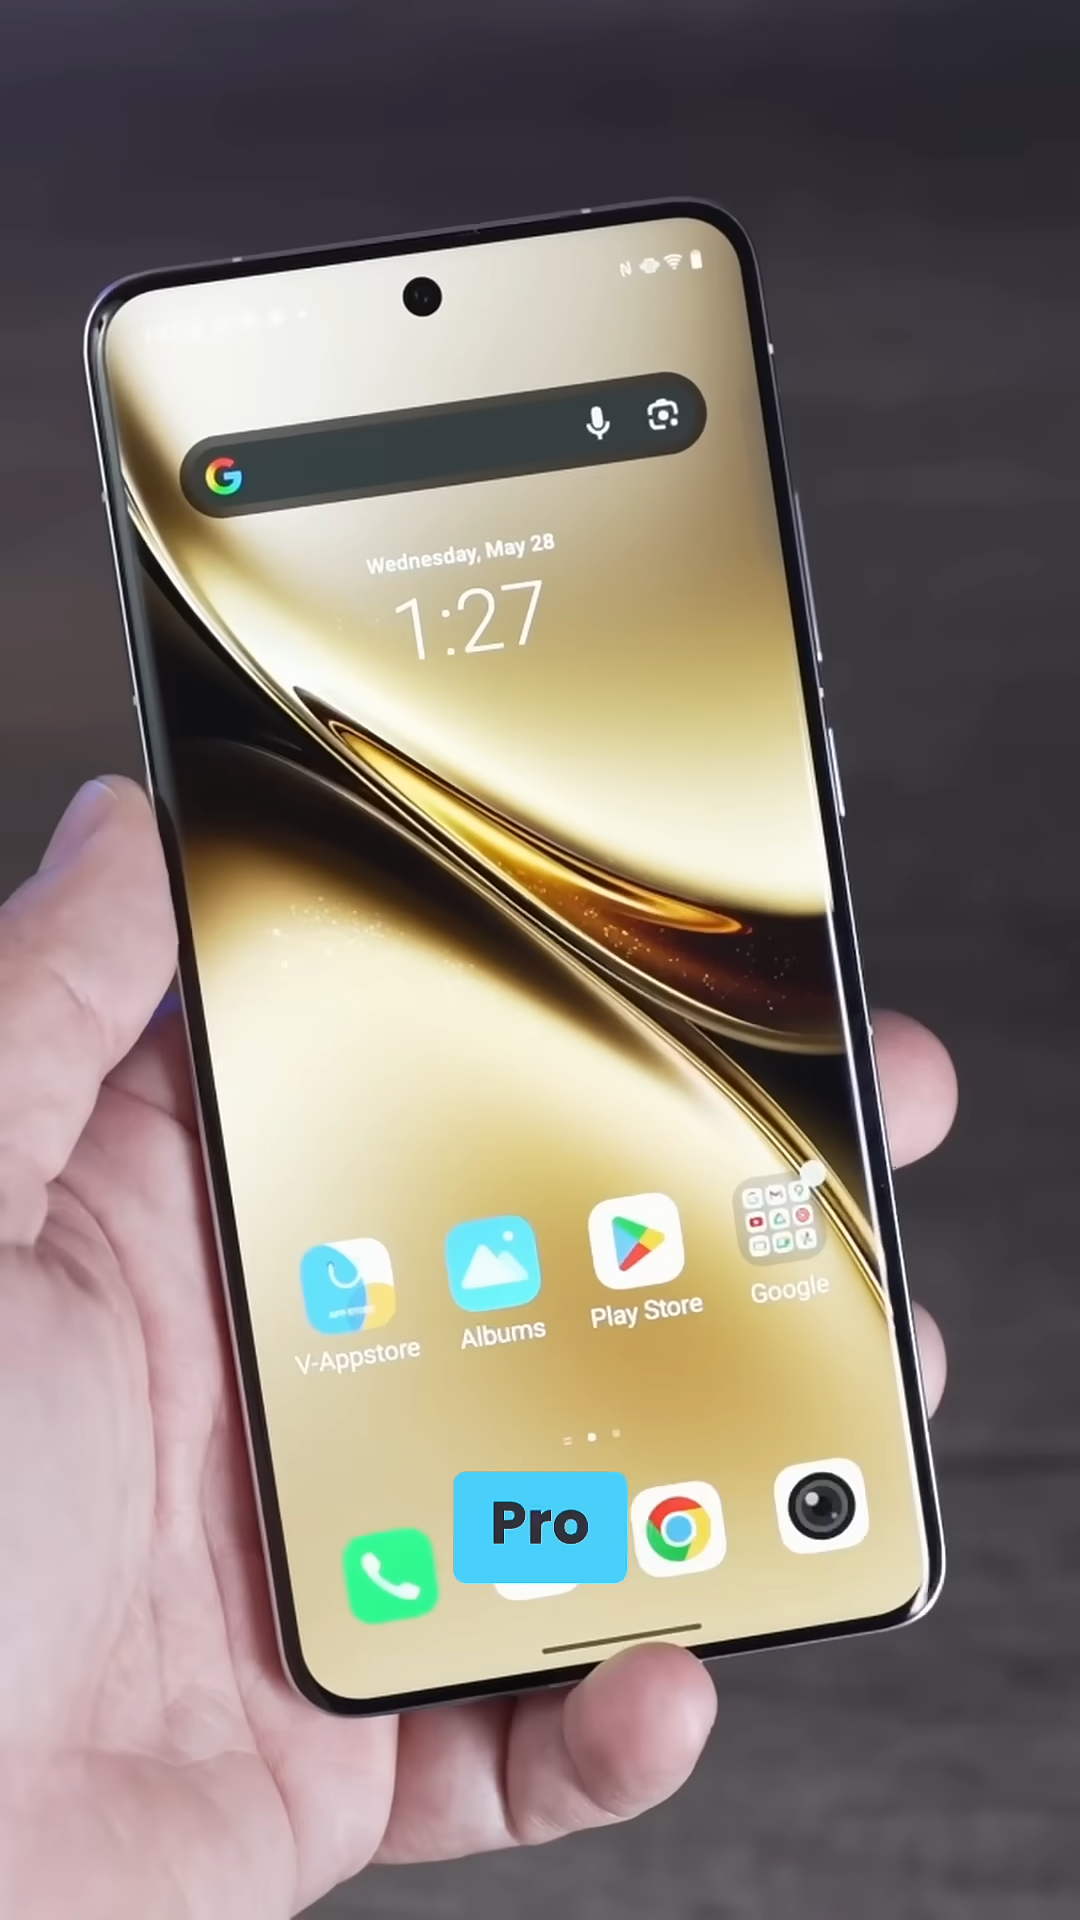 Wednesday, May 28
1:27
V-Appstore
Albums
Play Store
Google
Pro